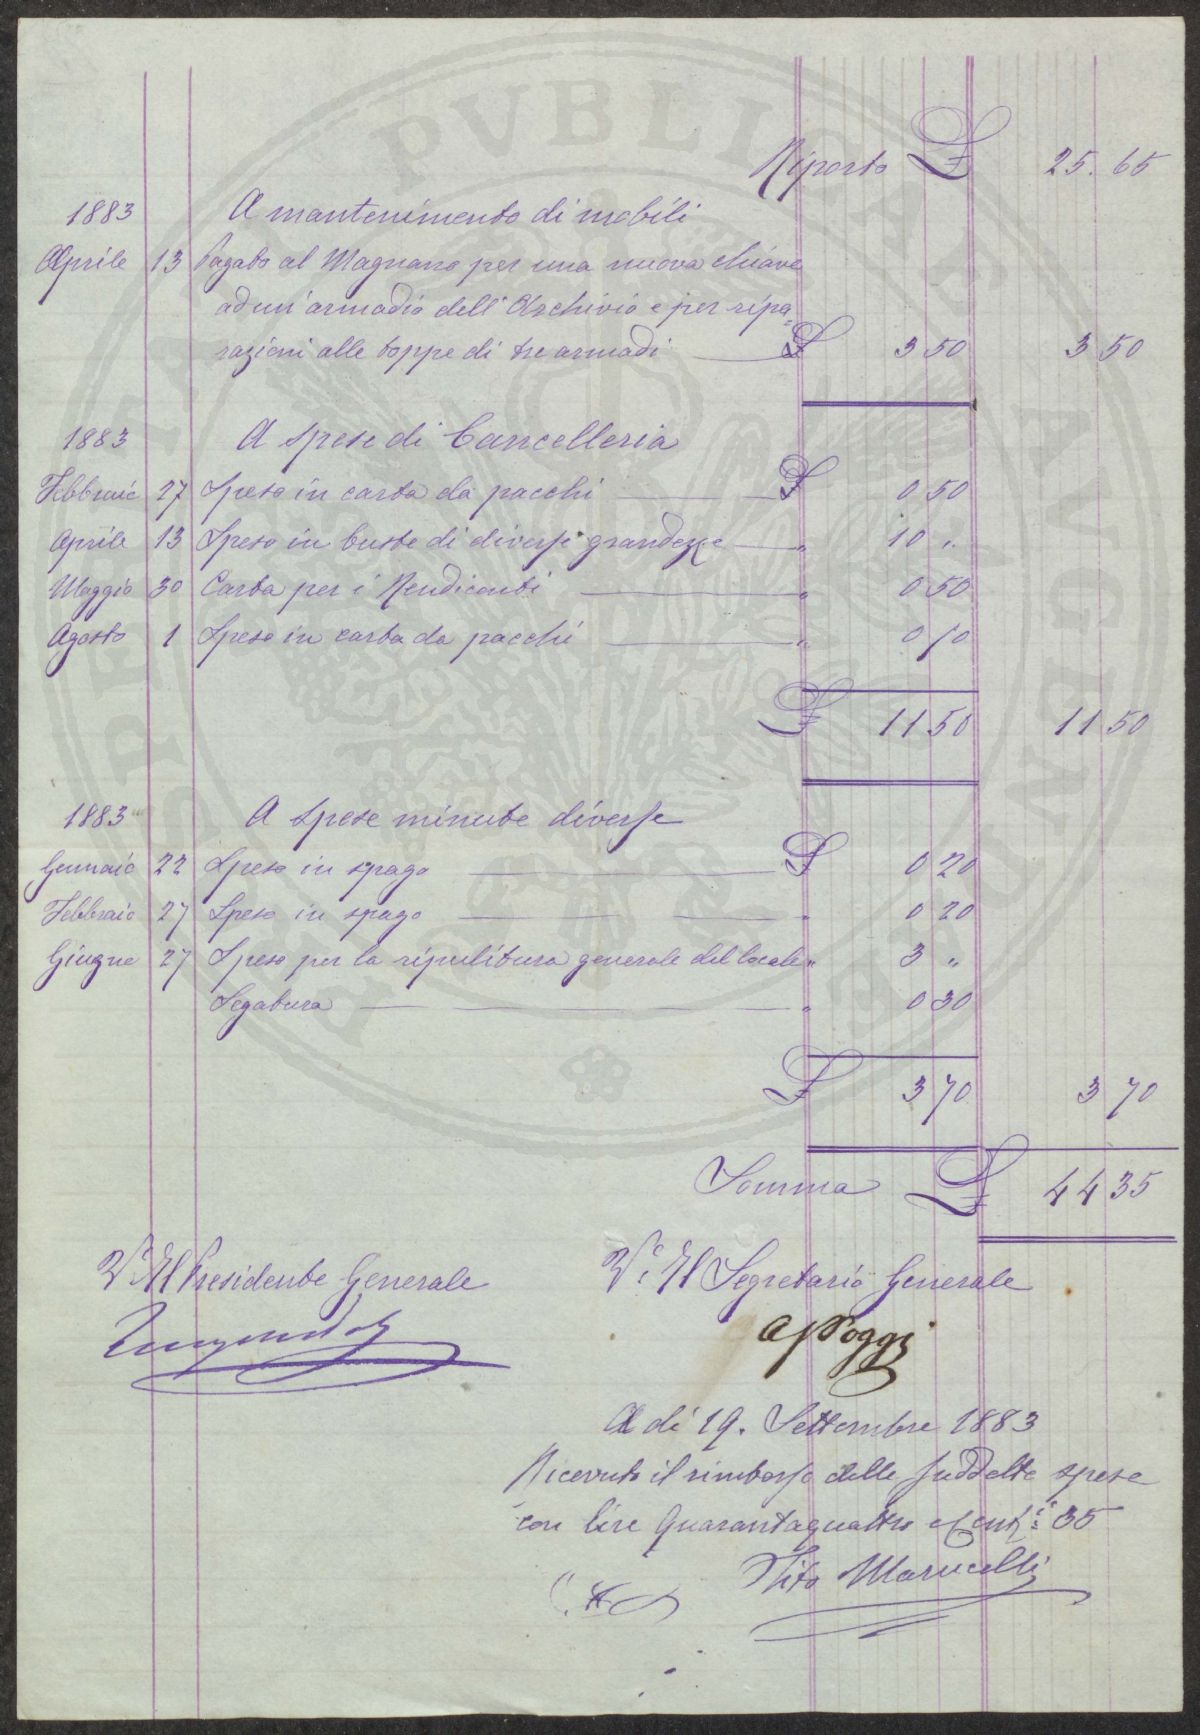 Riporto £ 25.65
1883 A mantenimento di mobili
Aprile 13 Pagato al Magnano per una nuova chiave
ad un'armadio dell'Archivio e per ripa=
razioni alle toppe di tre armadi £ 3 50 3 50
1883 A spese di Cancelleria
Febbraio 27 Speso in carta da pacchi £ 0 50
Aprile 13 Speso in buste di diverse grandezze " 10 "
Maggio 30 Carta per i Rendiconti " 0 50
Agosto 1 Speso in carta da pacchi " 0 50
£ 11 50 11 50
1883 A spese minute diverse
Gennaio 22 Speso in spago £ 0 20
Febbraio 27 Speso in spago " 0 20
Giugno 27 Speso per la ripulitura generale del locale " 3 "
Segatura " 0 30
£ 3 70 3 70
Somma £ 44 35
V° Il Presidente Generale
V° Il Segretario Generale
Poggi
A dì 19. Settembre 1883
Ricevuto il rimborso delle suddette spese
con lire Quarantaquattro e Cent.i 35
Tito Marucelli
PVBLICAE
AVGENDAE